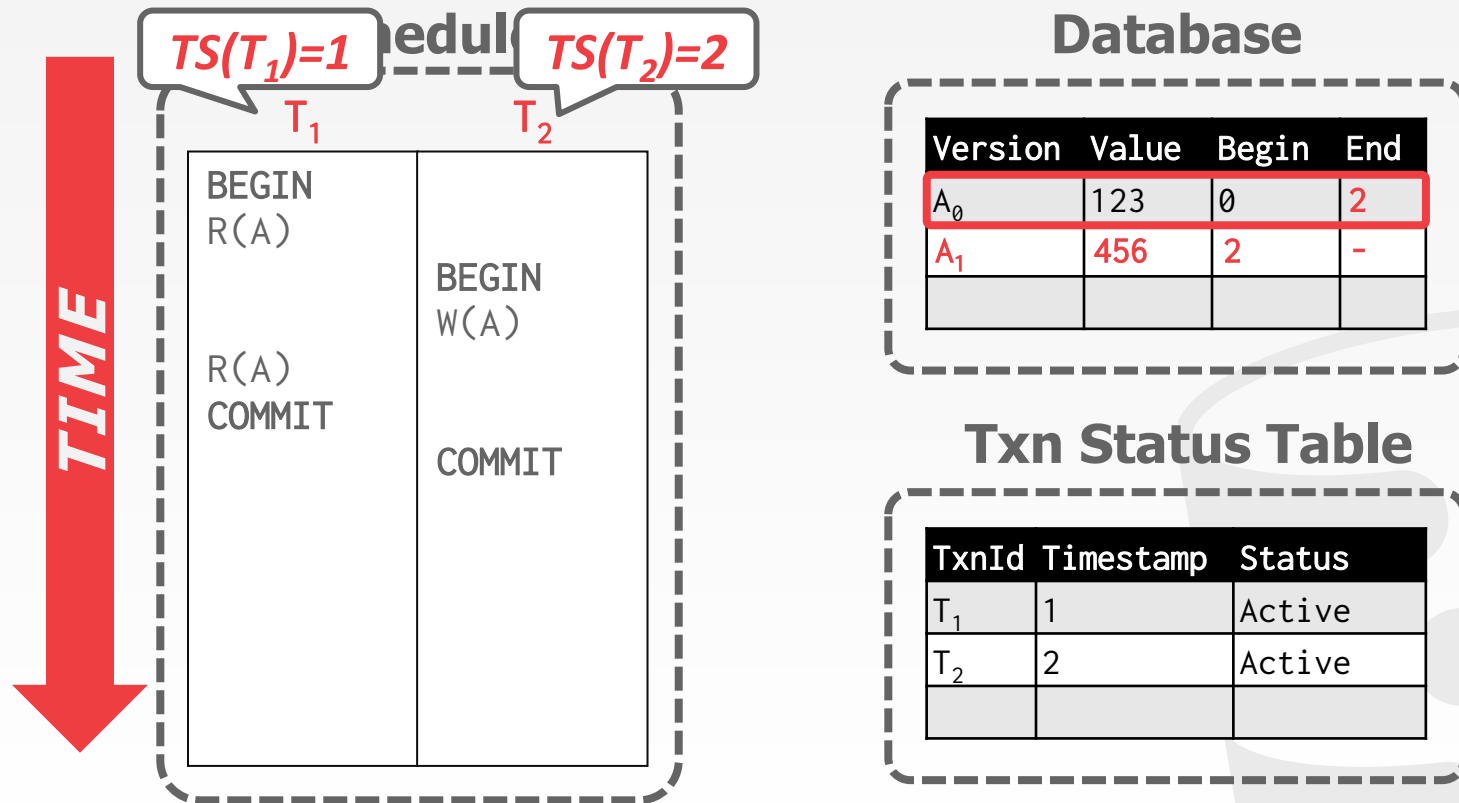 TS(T₁)=1
edul
TS(T₂)=2
T₁
T₂
BEGIN
R(A)
BEGIN
W(A)
R(A)
COMMIT
COMMIT
TIME
Database
Version Value Begin End
A₀ 123 0 2
A₁ 456 2 -
Txn Status Table
TxnId Timestamp Status
T₁ 1 Active
T₂ 2 Active